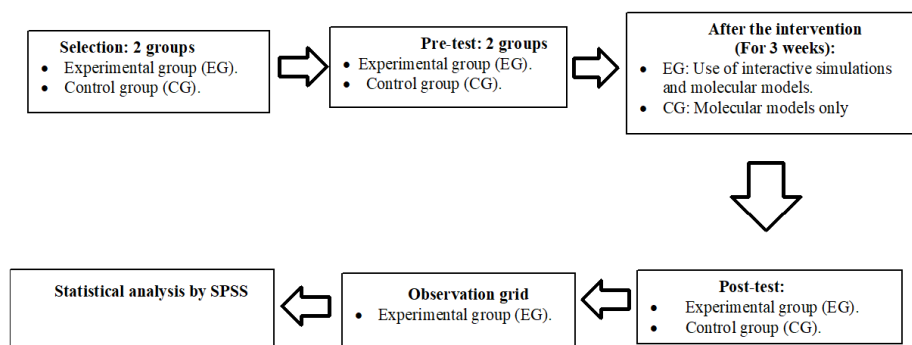 Selection: 2 groups
• Experimental group (EG).
• Control group (CG).
Pre-test: 2 groups
• Experimental group (EG).
• Control group (CG).
After the intervention
(For 3 weeks):
• EG: Use of interactive simulations
and molecular models.
• CG: Molecular models only
Post-test:
• Experimental group (EG).
• Control group (CG).
Observation grid
• Experimental group (EG).
Statistical analysis by SPSS